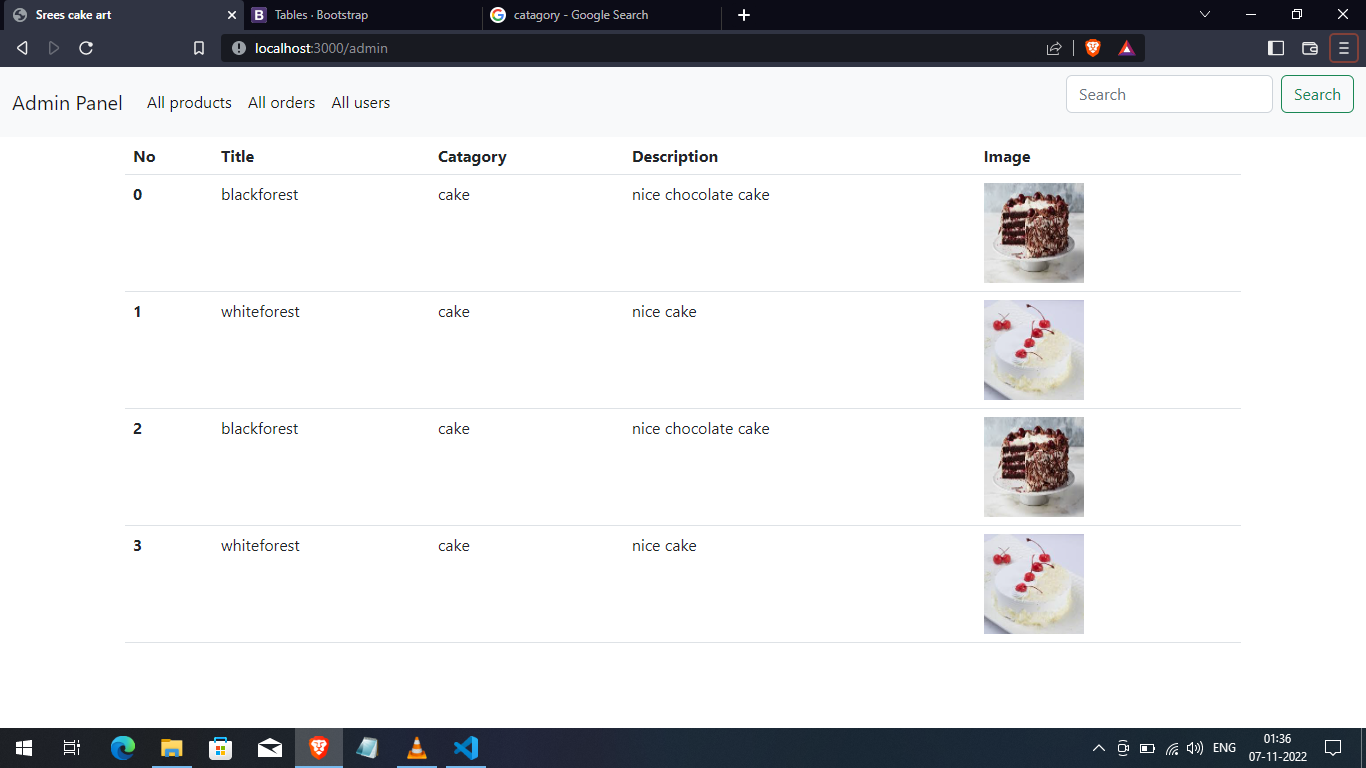 Srees cake art
Tables · Bootstrap
catagory - Google Search
localhost:3000/admin
Admin Panel All products All orders All users Search Search
No Title Catagory Description Image
0 blackforest cake nice chocolate cake
1 whiteforest cake nice cake
2 blackforest cake nice chocolate cake
3 whiteforest cake nice cake
ENG
01:36
07-11-2022